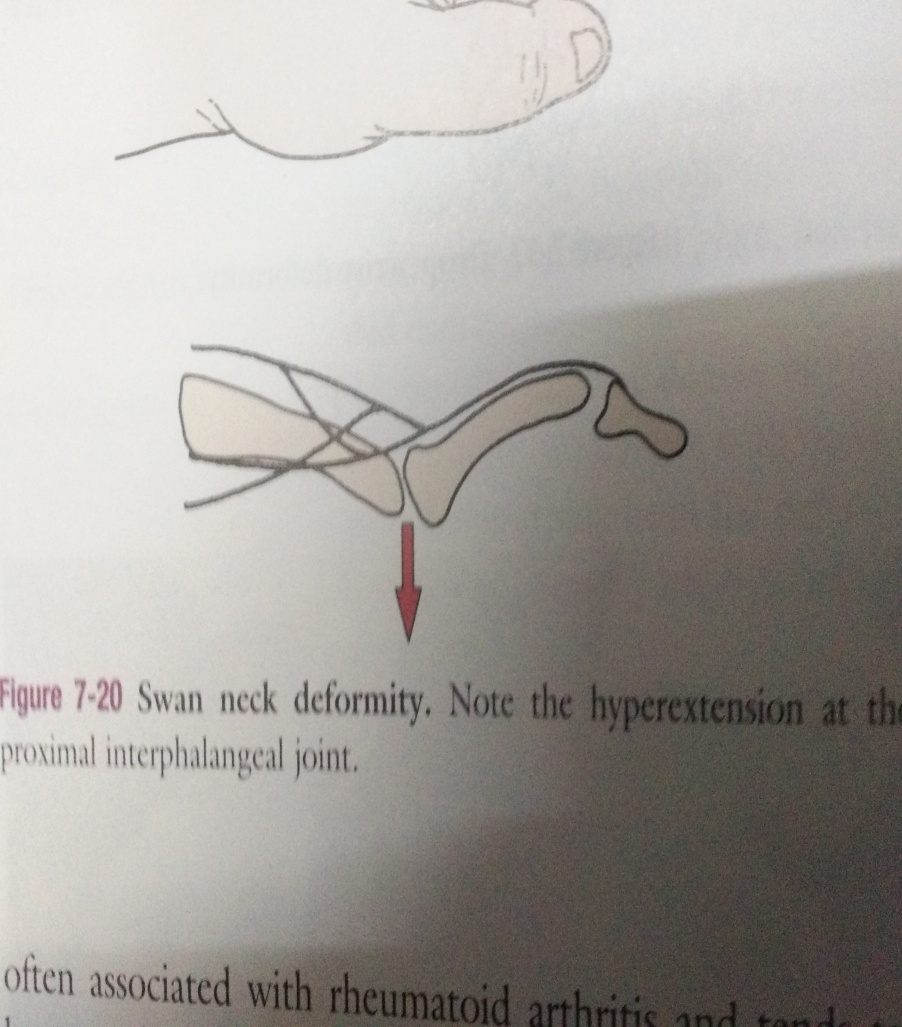 Figure 7-20 Swan neck deformity. Note the hyperextension at the
proximal interphalangeal joint.
often associated with rheumatoid arthritis and